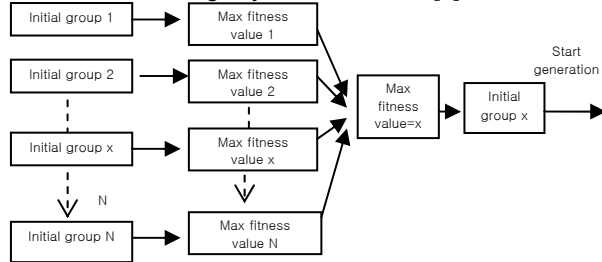 Initial group 1
Max fitness
value 1
Initial group 2
Max fitness
value 2
Initial group x
Max fitness
value x
N
Initial group N
Max fitness
value N
Max
fitness
value=x
Initial
group x
Start
generation